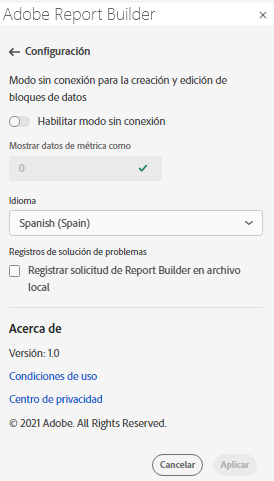 Adobe Report Builder
Configuración
Modo sin conexión para la creación y edición de
bloques de datos
Habilitar modo sin conexión
Mostrar datos de métrica como
0
Idioma
Spanish (Spain)
Registros de solución de problemas
Registrar solicitud de Report Builder en archivo
local
Acerca de
Versión: 1.0
Condiciones de uso
Centro de privacidad
© 2021 Adobe. All Rights Reserved.
Cancelar Aplicar